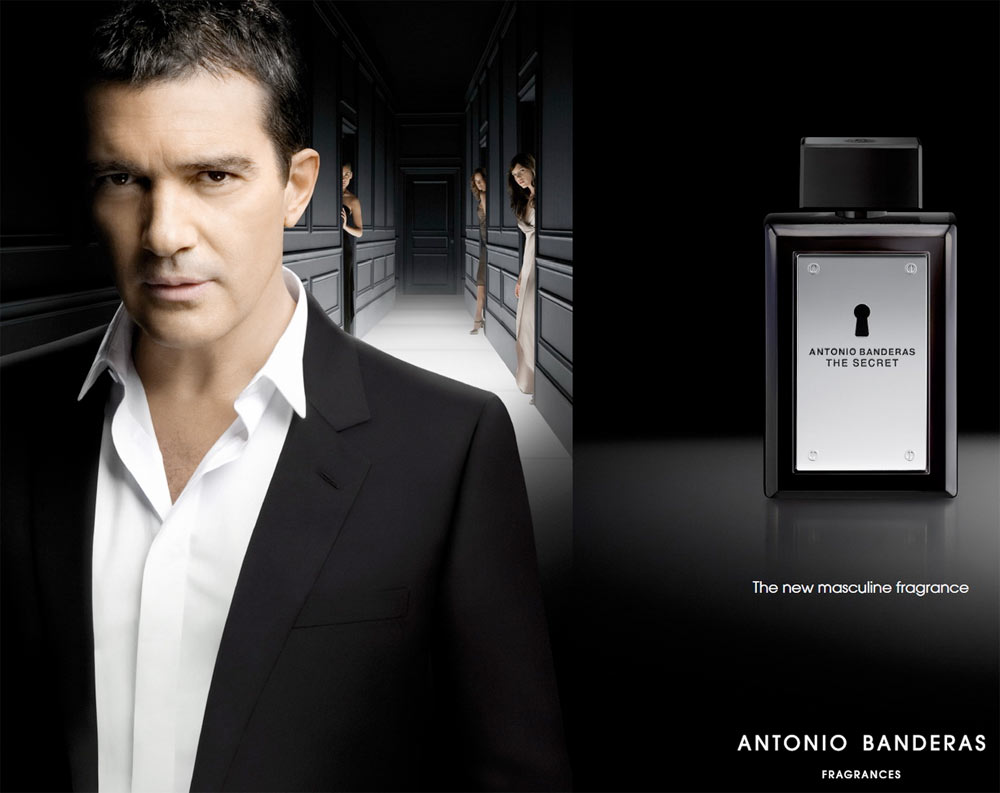 ANTONIO BANDERAS
THE SECRET
The new masculine fragrance
ANTONIO BANDERAS
FRAGRANCES